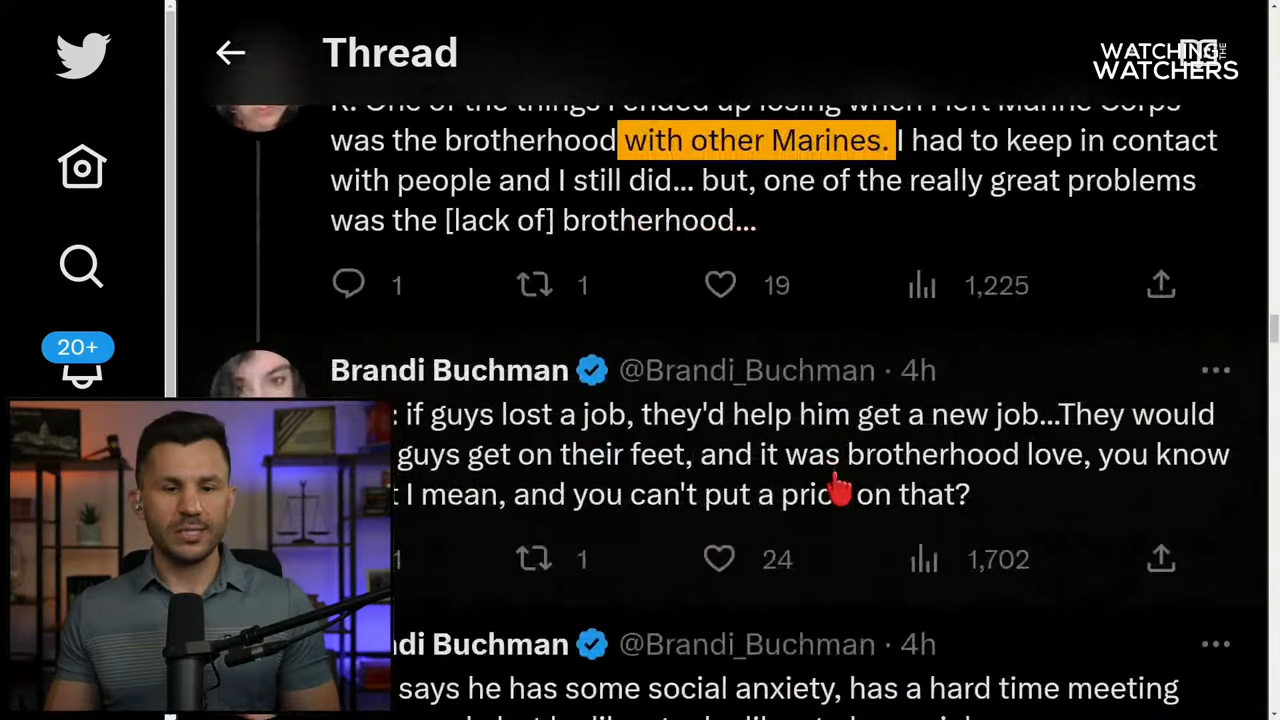 Thread
WATCHING THE
WATCHERS
R: One of the things I ended up losing when I left Marine Corps
was the brotherhood with other Marines. I had to keep in contact
with people and I still did... but, one of the really great problems
was the [lack of] brotherhood...
1 1 19 1,225
20+
Brandi Buchman @Brandi_Buchman · 4h
: if guys lost a job, they'd help him get a new job...They would
guys get on their feet, and it was brotherhood love, you know
t I mean, and you can't put a price on that?
1 1 24 1,702
ndi Buchman @Brandi_Buchman · 4h
says he has some social anxiety, has a hard time meeting